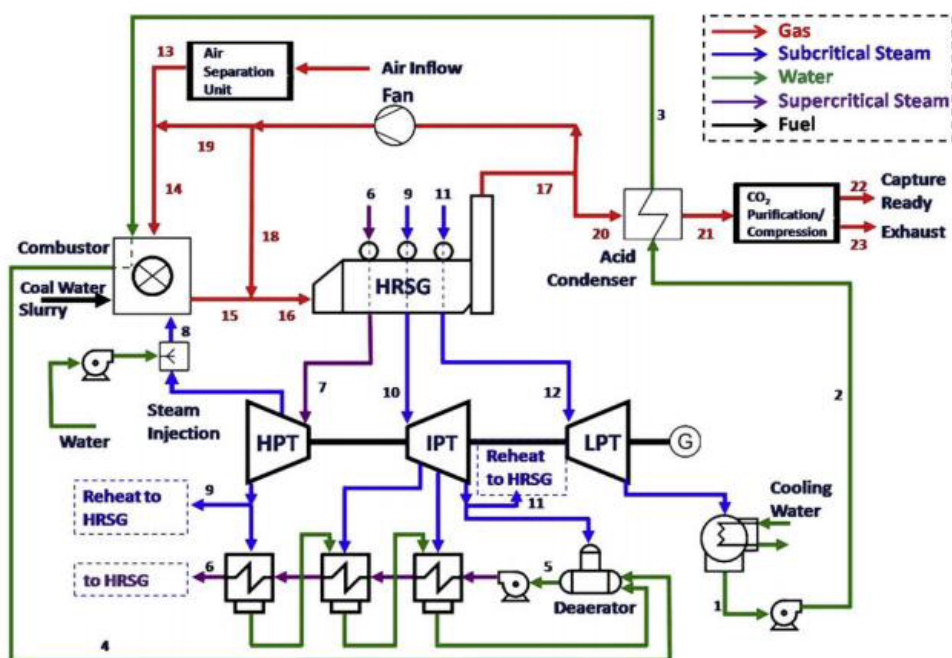 Gas
Subcritical Steam
Water
Supercritical Steam
Fuel
13
Air
Separation
Unit
Air Inflow
Fan
3
19
14
18
6
9
11
17
20
Acid
Condenser
21
CO₂
Purification/
Compression
22
Capture
Ready
Exhaust
23
Combustor
Coal Water
Slurry
15
16
HRSG
8
7
10
12
2
Steam
Injection
Water
HPT
IPT
LPT
G
Reheat
to HRSG
11
Reheat to
HRSG
9
Cooling
Water
6
to HRSG
5
Deaerator
1
4